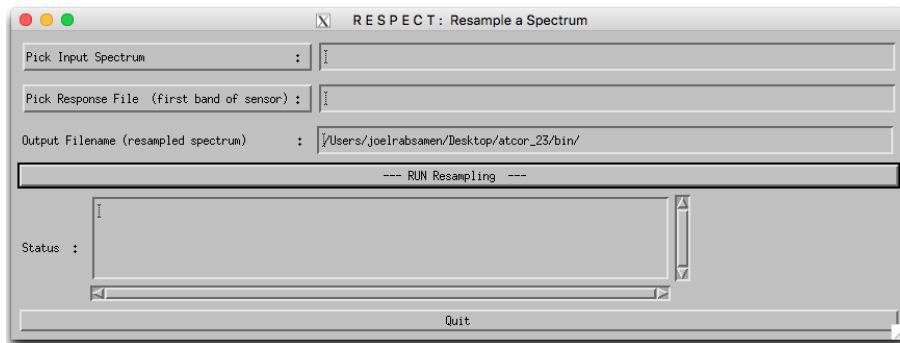 R E S P E C T : Resample a Spectrum
Pick Input Spectrum :
Pick Response File (first band of sensor) :
Output Filename (resampled spectrum) : /Users/joelrabsamen/Desktop/atcor_23/bin/
--- RUN Resampling ---
Status :
Quit